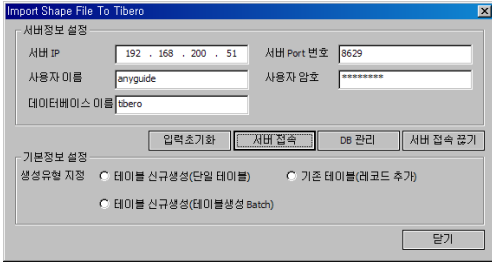 Import Shape File To Tibero
서버정보 설정
서버 IP 192 . 168 . 200 . 51 서버 Port 번호 8629
사용자 이름 anyguide 사용자 암호 ********
데이터베이스 이름 tibero
입력초기화 서버 접속 DB 관리 서버 접속 끊기
기본정보 설정
생성유형 지정 테이블 신규생성(단일 테이블) 기존 테이블(레코드 추가)
테이블 신규생성(테이블생성 Batch)
닫기